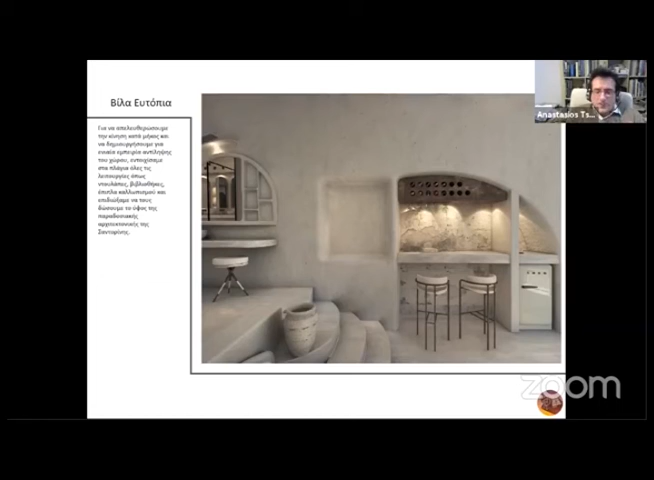 Βίλα Ευτόπια
Anastasios Ts...
Για να απελευθερώσουμε
την κίνηση κατά μήκος και
να δημιουργήσουμε μια
ενιαία εμπειρία αντίληψης
του χώρου, εντοιχίσαμε
στα πλάγια όλες τις
λειτουργίες όπως
ντουλάπες, βιβλιοθήκες,
έπιπλα καλλωπισμού και
επιδιώξαμε να τους
δώσουμε το ύφος της
παραδοσιακής
αρχιτεκτονικής της
Σαντορίνης.
zoom